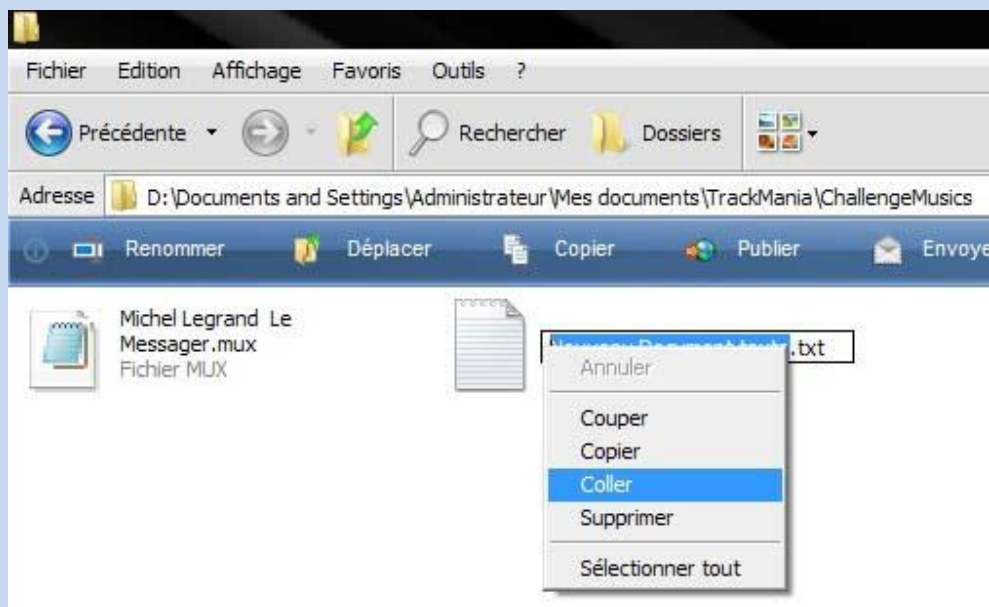 Fichier Edition Affichage Favoris Outils ?
Précédente Rechercher Dossiers
Adresse D:\Documents and Settings\Administrateur\Mes documents\TrackMania\ChallengeMusics
Renommer Déplacer Copier Publier Envoye
Michel Legrand Le
Messager.mux
Fichier MUX
.txt
Annuler
Couper
Copier
Coller
Supprimer
Sélectionner tout